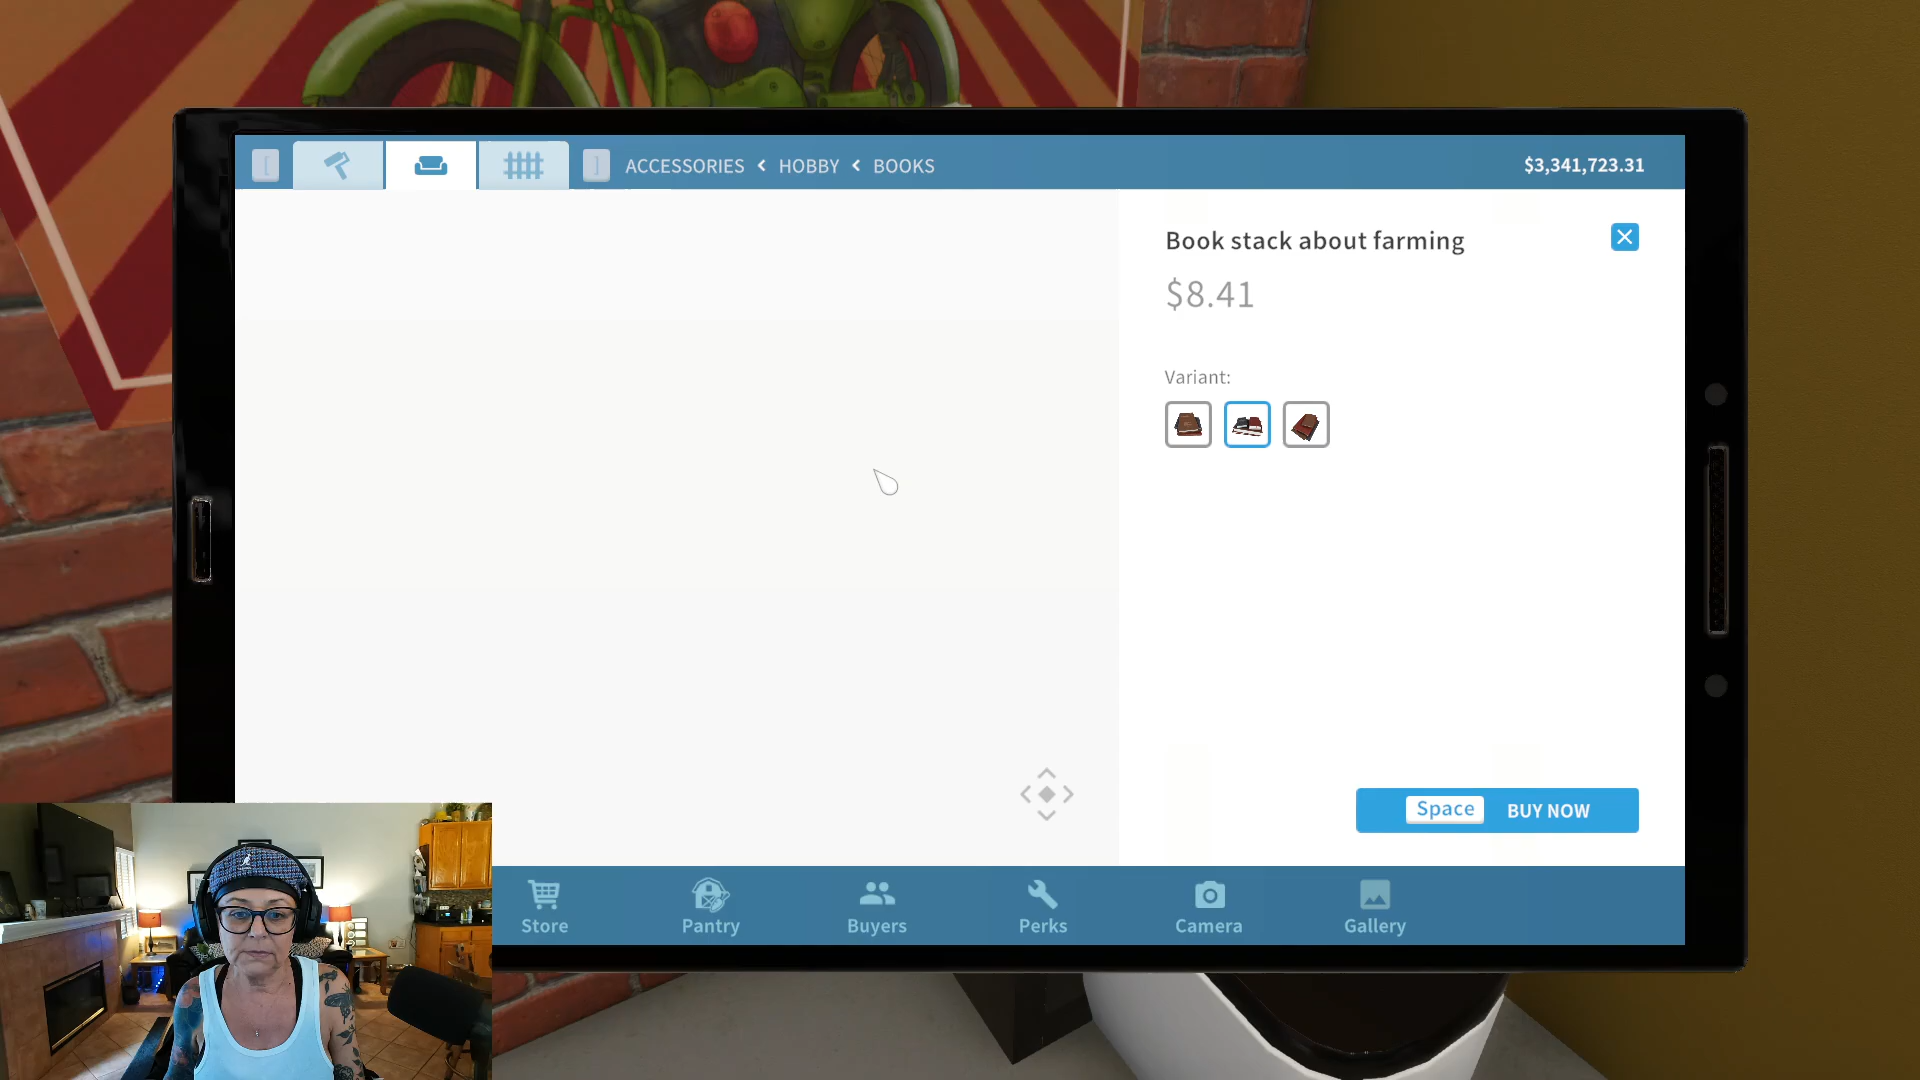 [
]
ACCESSORIES < HOBBY < BOOKS
$3,341,723.31
Book stack about farming
$8.41
Variant:
Space BUY NOW
Store
Pantry
Buyers
Perks
Camera
Gallery